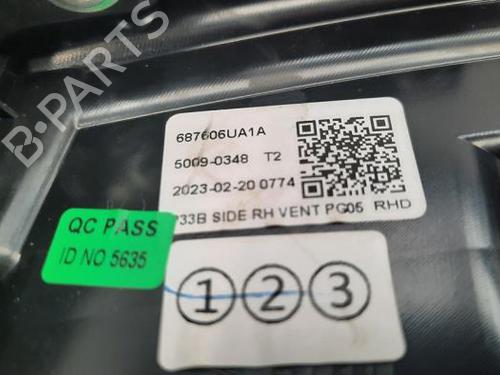 687606UA1A
5009-0348 T2
2023-02-20 0774
P33B SIDE RH VENT PG05 RHD
QC PASS
ID NO 5635
① ② ③
B-PARTS